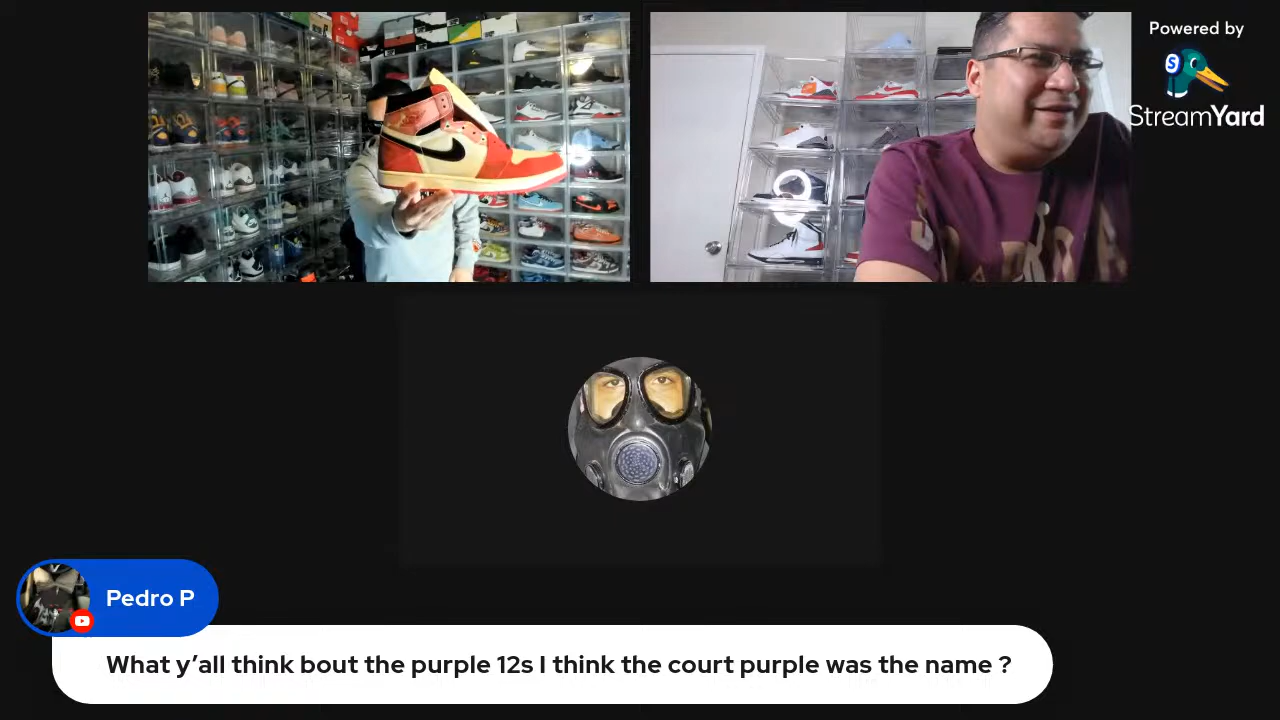 Powered by
StreamYard
Pedro P
What y’all think bout the purple 12s I think the court purple was the name ?